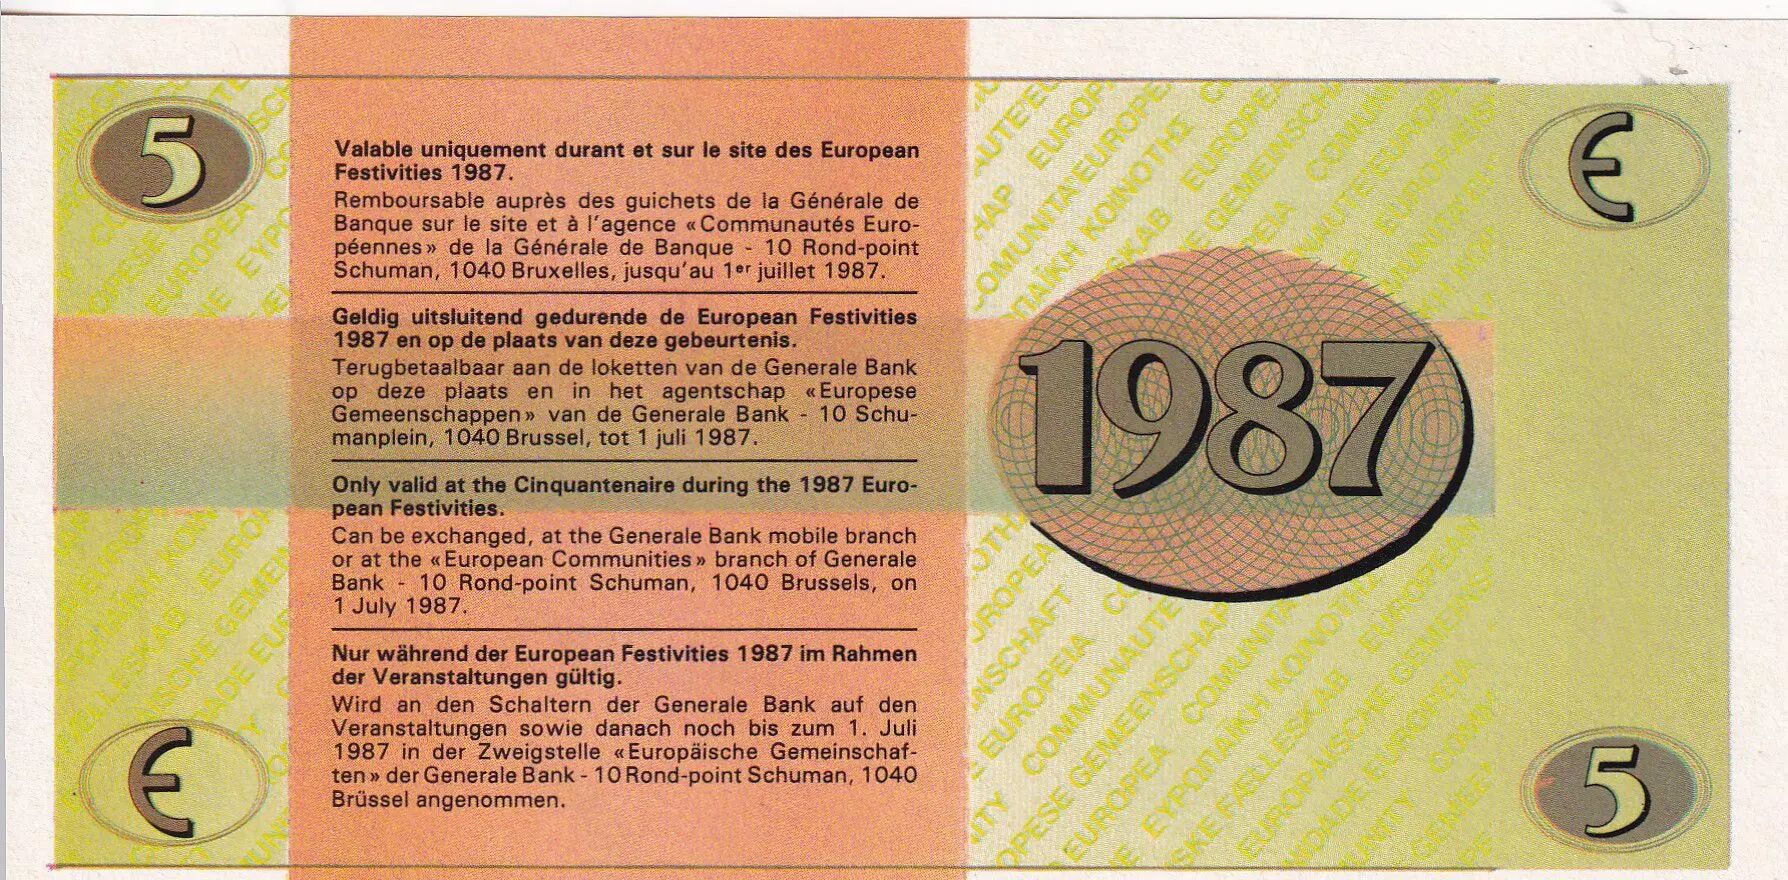 5
Є
Valable uniquement durant et sur le site des European
Festivities 1987.
Remboursable auprès des guichets de la Générale de
Banque sur le site et à l'agence «Communautés Euro-
péennes» de la Générale de Banque - 10 Rond-point
Schuman, 1040 Bruxelles, jusqu'au 1er juillet 1987.
Geldig uitsluitend gedurende de European Festivities
1987 en op de plaats van deze gebeurtenis.
Terugbetaalbaar aan de loketten van de Generale Bank
op deze plaats en in het agentschap «Europese
Gemeenschappen» van de Generale Bank - 10 Schu-
manplein, 1040 Brussel, tot 1 juli 1987.
Only valid at the Cinquantenaire during the 1987 Euro-
pean Festivities.
Can be exchanged, at the Generale Bank mobile branch
or at the «European Communities» branch of Generale
Bank - 10 Rond-point Schuman, 1040 Brussels, on
1 July 1987.
Nur während der European Festivities 1987 im Rahmen
der Veranstaltungen gültig.
Wird an den Schaltern der Generale Bank auf den
Veranstaltungen sowie danach noch bis zum 1. Juli
1987 in der Zweigstelle «Europäische Gemeinschaf-
ten» der Generale Bank - 10 Rond-point Schuman, 1040
Brüssel angenommen.
1987
Є
5